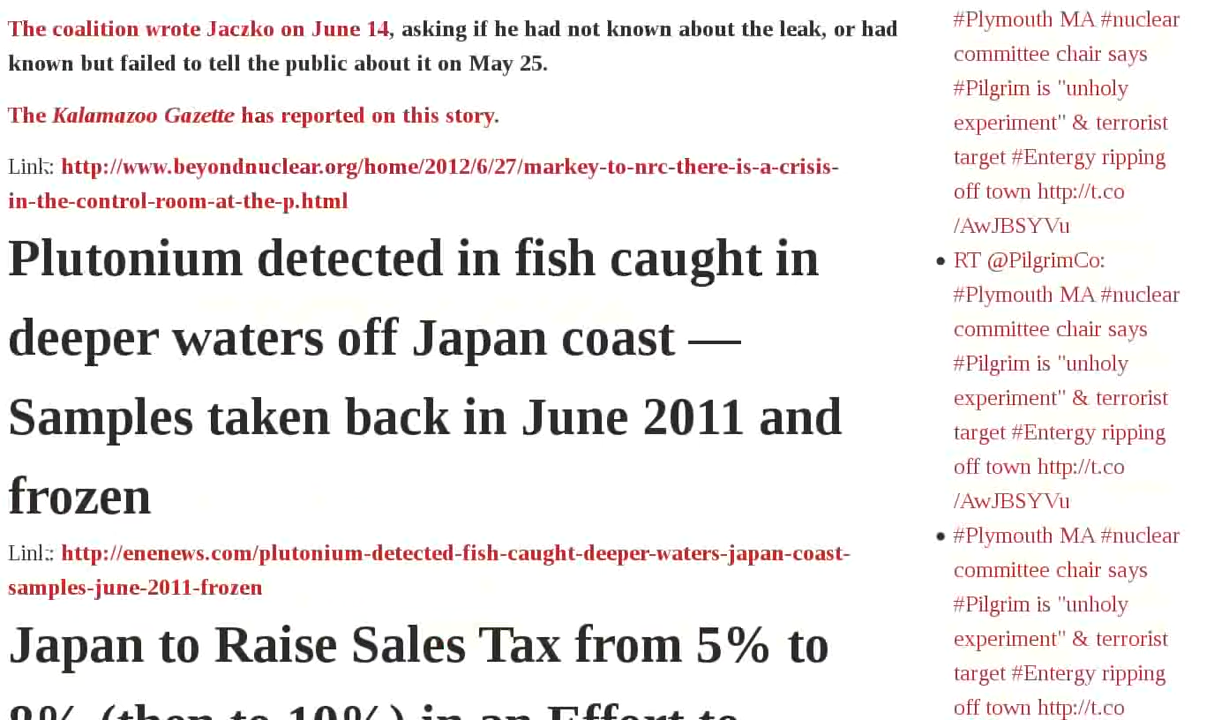 The coalition wrote Jaczko on June 14, asking if he had not known about the leak, or had
known but failed to tell the public about it on May 25.
The Kalamazoo Gazette has reported on this story.
Link: http://www.beyondnuclear.org/home/2012/6/27/markey-to-nrc-there-is-a-crisis-
in-the-control-room-at-the-p.html
Plutonium detected in fish caught in
deeper waters off Japan coast —
Samples taken back in June 2011 and
frozen
Link: http://enenews.com/plutonium-detected-fish-caught-deeper-waters-japan-coast-
samples-june-2011-frozen
Japan to Raise Sales Tax from 5% to
8% (then to 10%) in an Effort to
#Plymouth MA #nuclear
committee chair says
#Pilgrim is "unholy
experiment" & terrorist
target #Entergy ripping
off town http://t.co
/AwJBSYVu
• RT @PilgrimCo:
#Plymouth MA #nuclear
committee chair says
#Pilgrim is "unholy
experiment" & terrorist
target #Entergy ripping
off town http://t.co
/AwJBSYVu
• #Plymouth MA #nuclear
committee chair says
#Pilgrim is "unholy
experiment" & terrorist
target #Entergy ripping
off town http://t.co